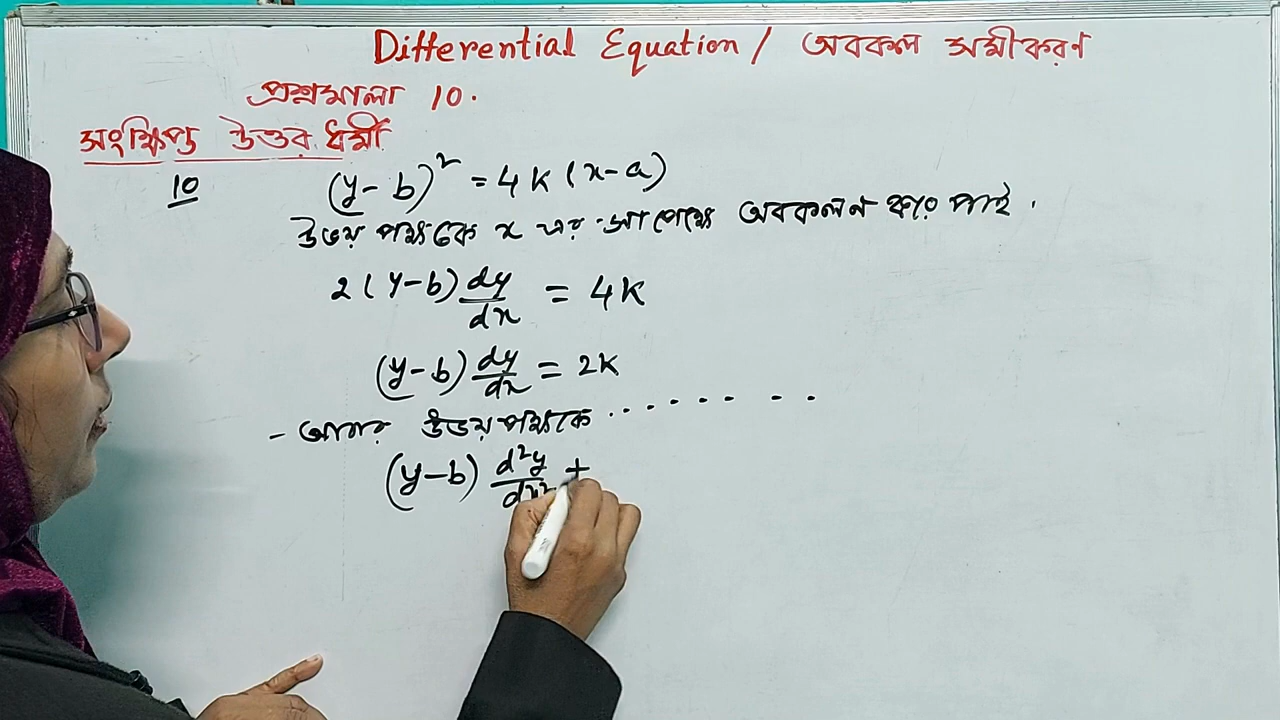 Differential Equation / অবকল সমীকরণ
প্রশ্নমালা 10.
সংক্ষিপ্ত উত্তর ধর্মী
10 (y-b)² = 4k(x-a)
উভয় পক্ষকে x এর সাপেক্ষে অবকলন করে পাই.
2(y-b) dy/dx = 4k
(y-b) dy/dx = 2k
- আবার উভয় পক্ষকে . . . . . . . .
(y-b) d²y/dx² +